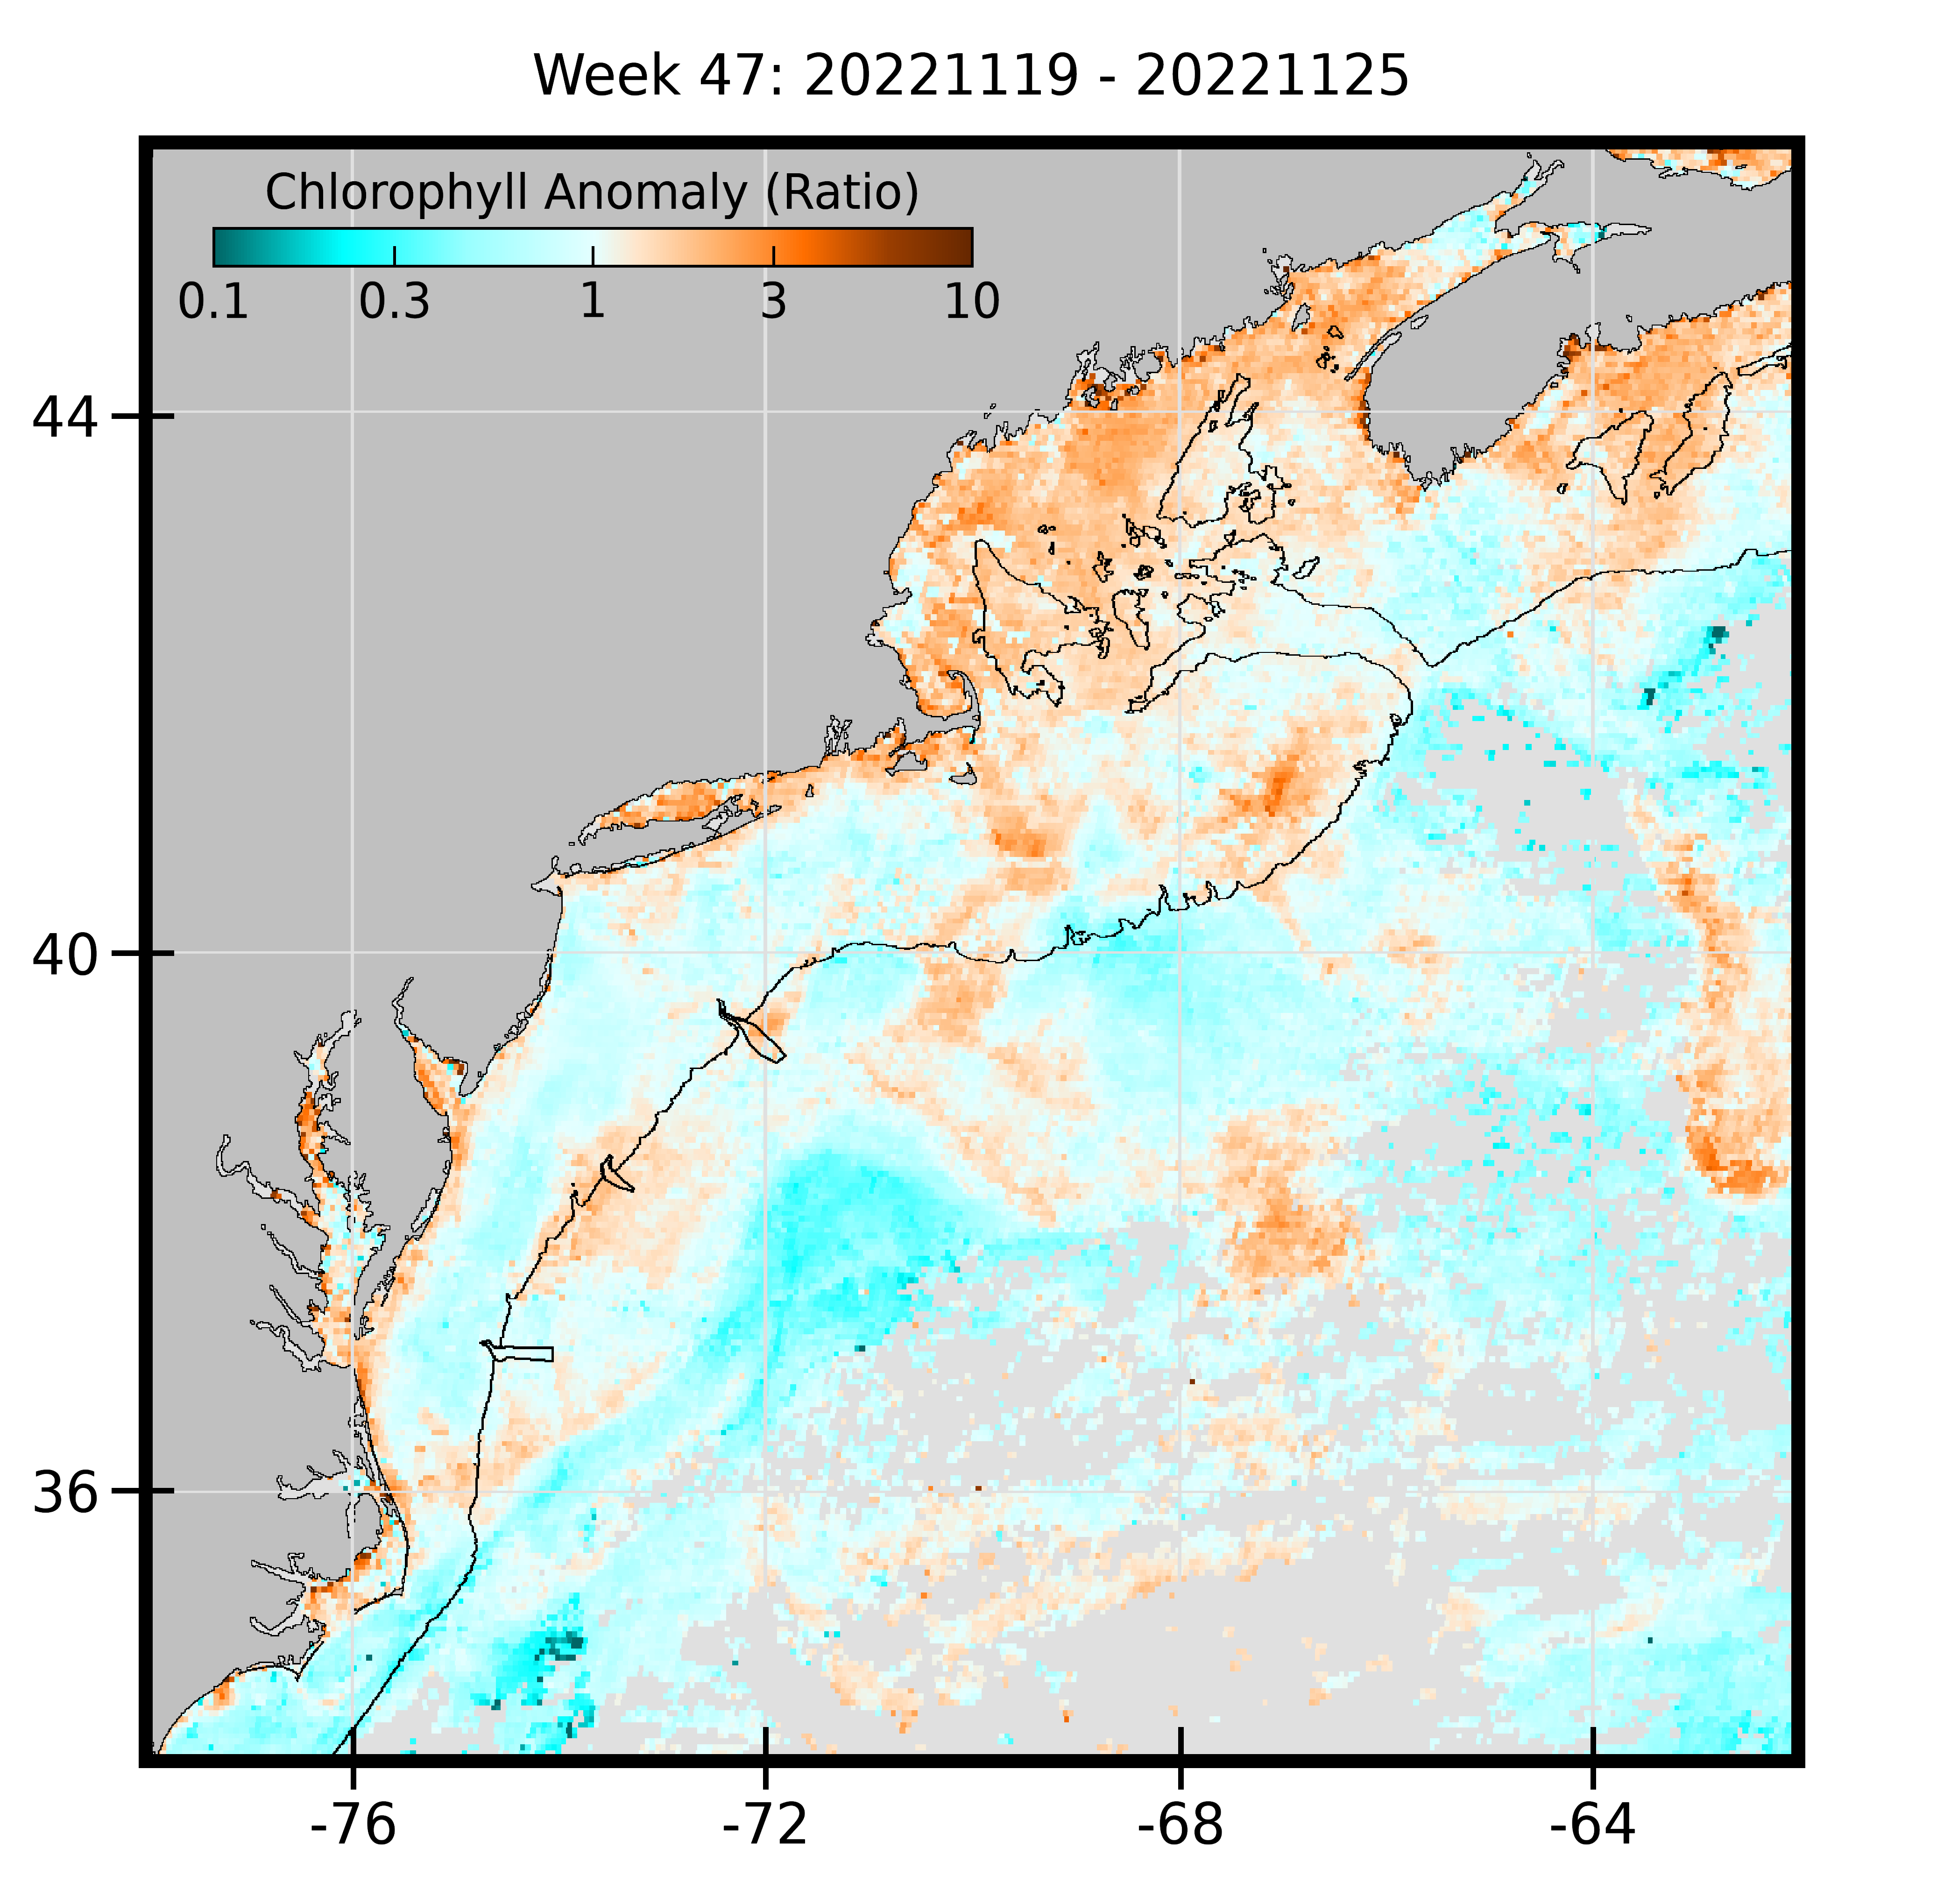 Week 47: 20221119 - 20221125
Chlorophyll Anomaly (Ratio)
0.1 0.3 1 3 10
44
40
36
-76 -72 -68 -64